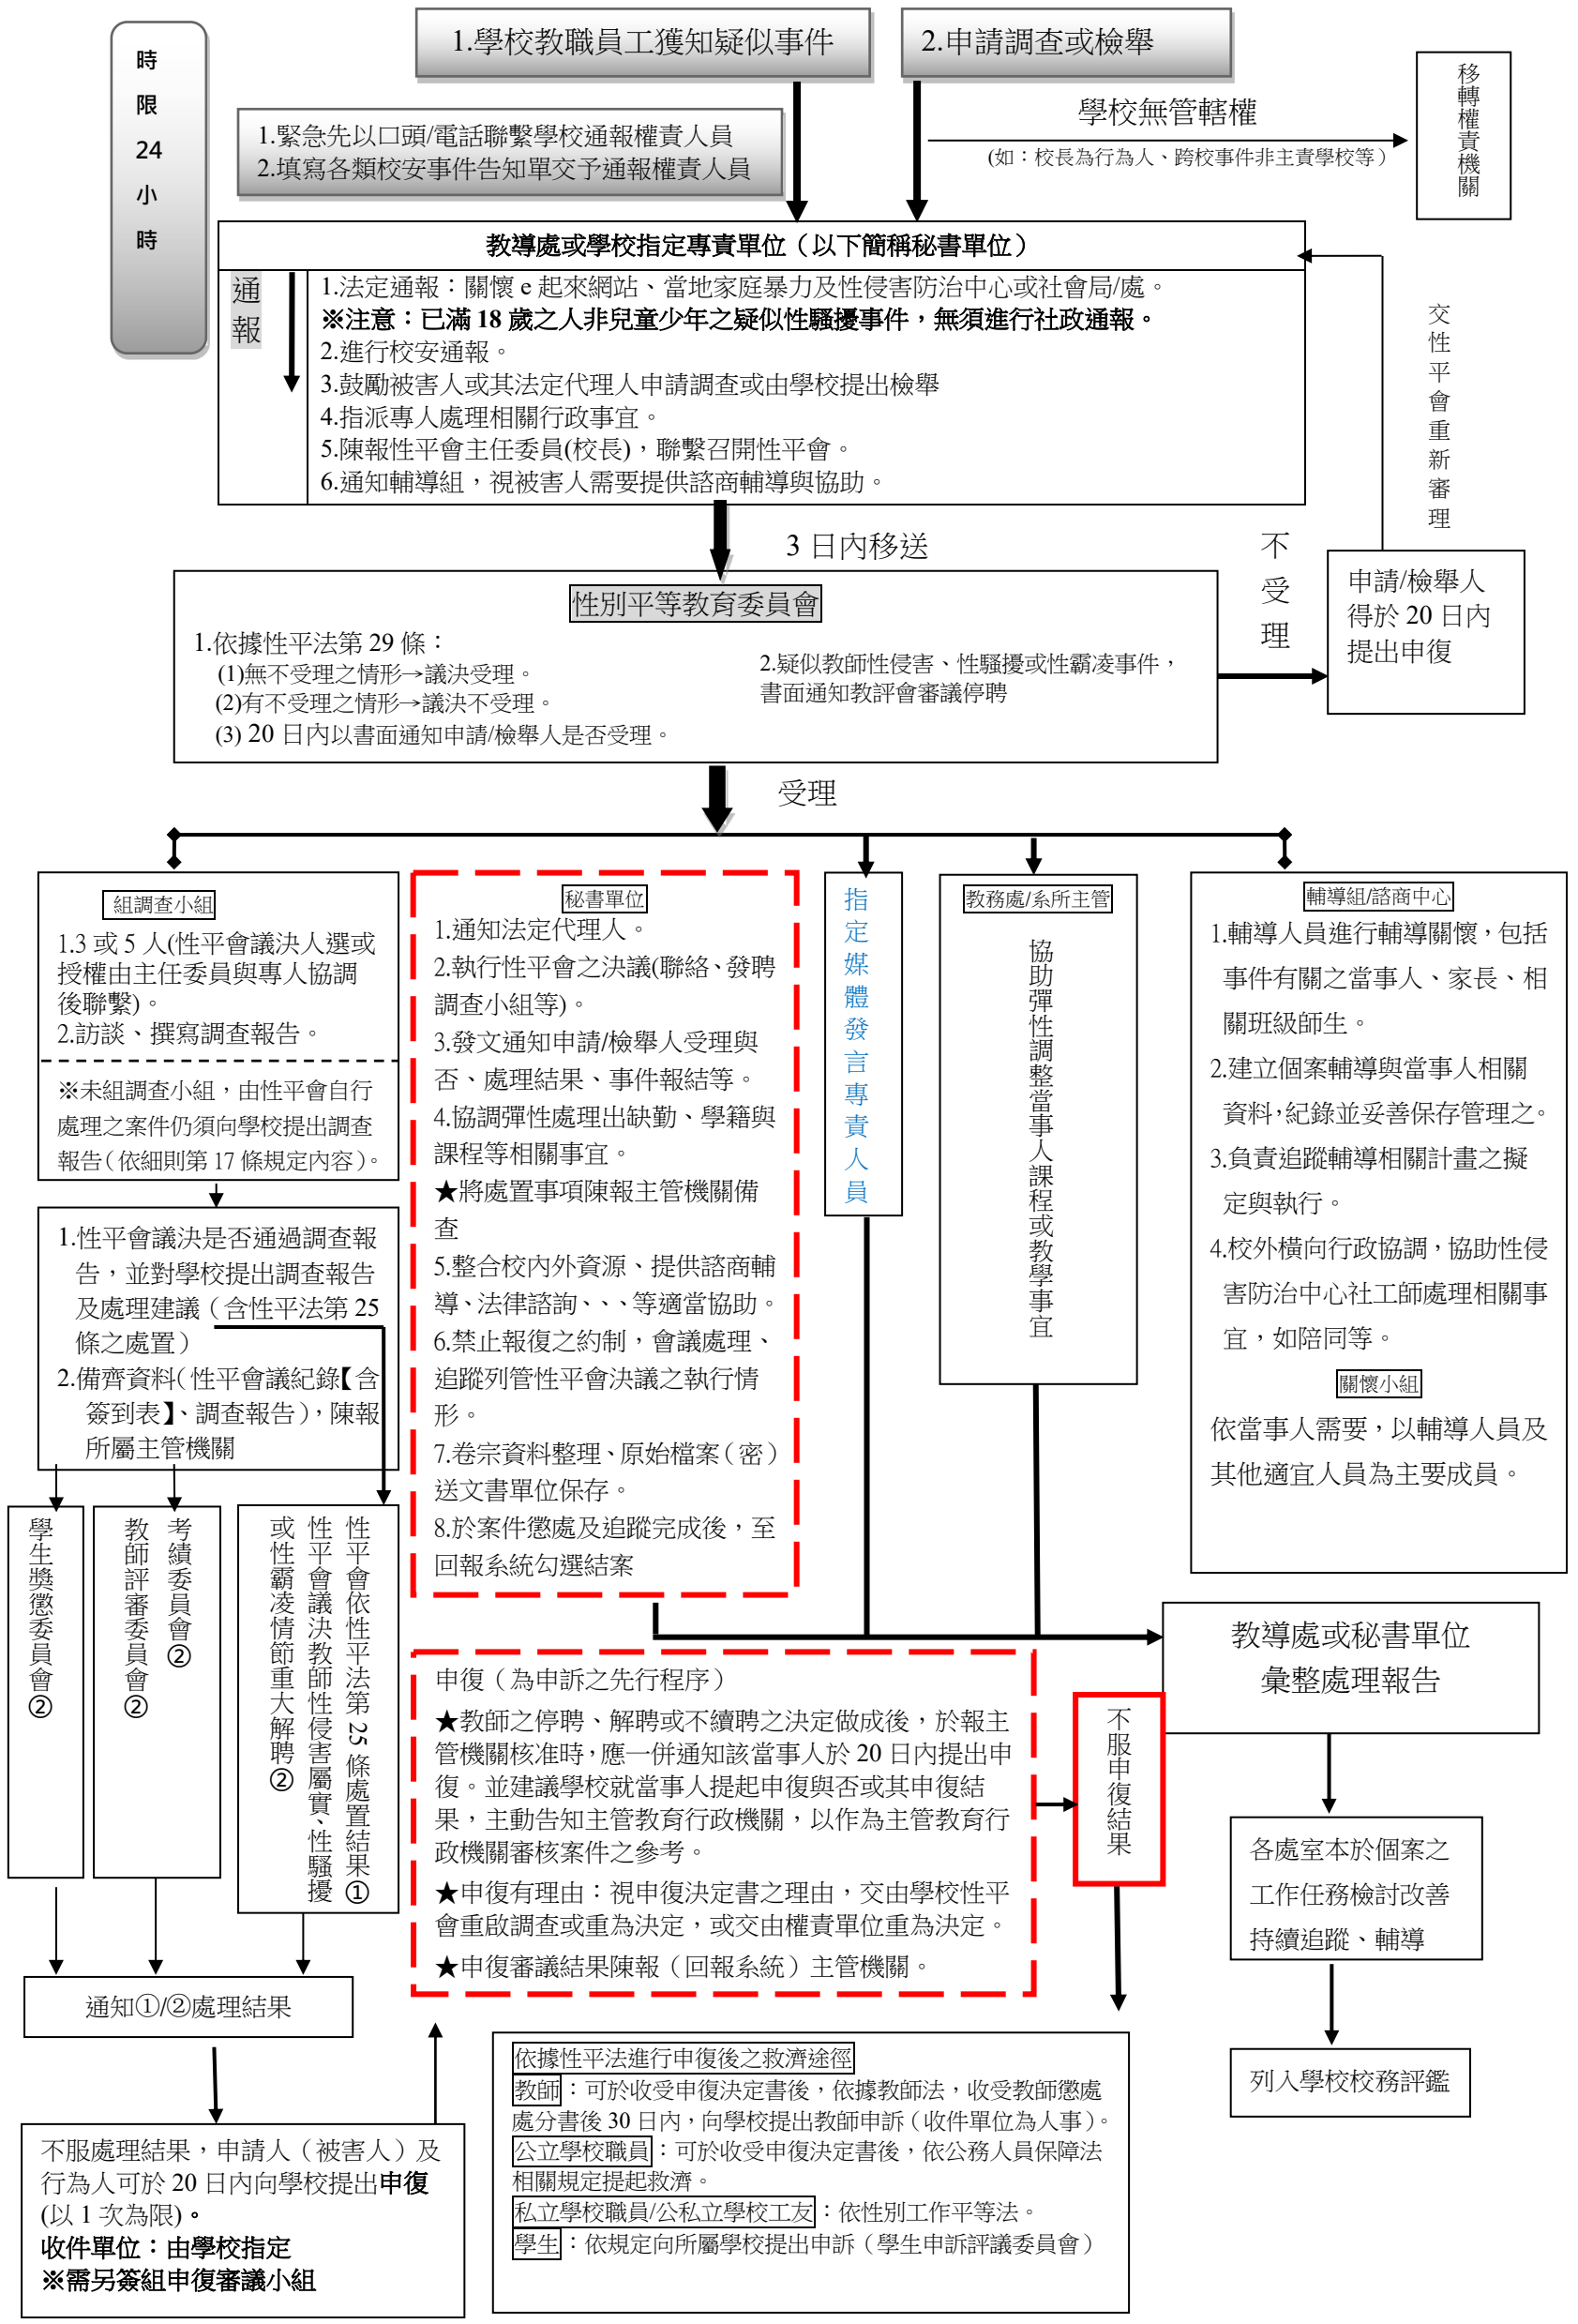 時
限
24
小
時
1.學校教職員工獲知疑似事件
2.申請調查或檢舉
移轉權責機關
1.緊急先以口頭/電話聯繫學校通報權責人員
2.填寫各類校安事件告知單交予通報權責人員
學校無管轄權
(如：校長為行為人、跨校事件非主責學校等）
教導處或學校指定專責單位（以下簡稱秘書單位）
通
報
1.法定通報：關懷 e 起來網站、當地家庭暴力及性侵害防治中心或社會局/處。
※注意：已滿 18 歲之人非兒童少年之疑似性騷擾事件，無須進行社政通報。
2.進行校安通報。
3.鼓勵被害人或其法定代理人申請調查或由學校提出檢舉
4.指派專人處理相關行政事宜。
5.陳報性平會主任委員(校長)，聯繫召開性平會。
6.通知輔導組，視被害人需要提供諮商輔導與協助。
交性平會重新審理
3 日內移送
不受理
申請/檢舉人
得於 20 日內
提出申復
性別平等教育委員會
1.依據性平法第 29 條：
(1)無不受理之情形→議決受理。
(2)有不受理之情形→議決不受理。
(3) 20 日內以書面通知申請/檢舉人是否受理。
2.疑似教師性侵害、性騷擾或性霸凌事件，
書面通知教評會審議停聘
受理
組調查小組
1.3 或 5 人(性平會議決人選或
授權由主任委員與專人協調
後聯繫)。
2.訪談、撰寫調查報告。
※未組調查小組，由性平會自行
處理之案件仍須向學校提出調查
報告（依細則第 17 條規定內容）。
1.性平會議決是否通過調查報
告，並對學校提出調查報告
及處理建議（含性平法第 25
條之處置）
2.備齊資料（性平會議紀錄【含
簽到表】、調查報告），陳報
所屬主管機關
學生獎懲委員會②
考績委員會②
教師評審委員會②
性平會依性平法第 25 條處置結果①
性平會議決教師性侵害屬實、性騷擾
或性霸凌情節重大解聘②
通知①/②處理結果
不服處理結果，申請人（被害人）及
行為人可於 20 日內向學校提出申復
(以 1 次為限)。
收件單位：由學校指定
※需另簽組申復審議小組
秘書單位
1.通知法定代理人。
2.執行性平會之決議(聯絡、發聘
調查小組等)。
3.發文通知申請/檢舉人受理與
否、處理結果、事件報結等。
4.協調彈性處理出缺勤、學籍與
課程等相關事宜。
★將處置事項陳報主管機關備
查
5.整合校內外資源、提供諮商輔
導、法律諮詢、、、等適當協助。
6.禁止報復之約制，會議處理、
追蹤列管性平會決議之執行情
形。
7.卷宗資料整理、原始檔案（密）
送文書單位保存。
8.於案件懲處及追蹤完成後，至
回報系統勾選結案
指定媒體發言專責人員
教務處/系所主管
協助彈性調整當事人課程或教學事宜
輔導組/諮商中心
1.輔導人員進行輔導關懷，包括
事件有關之當事人、家長、相
關班級師生。
2.建立個案輔導與當事人相關
資料，紀錄並妥善保存管理之。
3.負責追蹤輔導相關計畫之擬
定與執行。
4.校外橫向行政協調，協助性侵
害防治中心社工師處理相關事
宜，如陪同等。
關懷小組
依當事人需要，以輔導人員及
其他適宜人員為主要成員。
教導處或秘書單位
彙整處理報告
各處室本於個案之
工作任務檢討改善
持續追蹤、輔導
列入學校校務評鑑
申復（為申訴之先行程序）
★教師之停聘、解聘或不續聘之決定做成後，於報主
管機關核准時，應一併通知該當事人於 20 日內提出申
復。並建議學校就當事人提起申復與否或其申復結
果，主動告知主管教育行政機關，以作為主管教育行
政機關審核案件之參考。
★申復有理由：視申復決定書之理由，交由學校性平
會重啟調查或重為決定，或交由權責單位重為決定。
★申復審議結果陳報（回報系統）主管機關。
不服申復結果
依據性平法進行申復後之救濟途徑
教師：可於收受申復決定書後，依據教師法，收受教師懲處
處分書後 30 日內，向學校提出教師申訴（收件單位為人事）。
公立學校職員：可於收受申復決定書後，依公務人員保障法
相關規定提起救濟。
私立學校職員/公私立學校工友：依性別工作平等法。
學生：依規定向所屬學校提出申訴（學生申訴評議委員會）